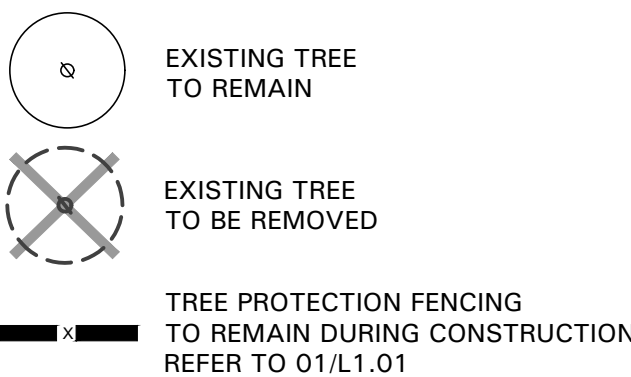 EXISTING TREE
TO REMAIN
EXISTING TREE
TO BE REMOVED
X
TREE PROTECTION FENCING
TO REMAIN DURING CONSTRUCTION
REFER TO 01/L1.01